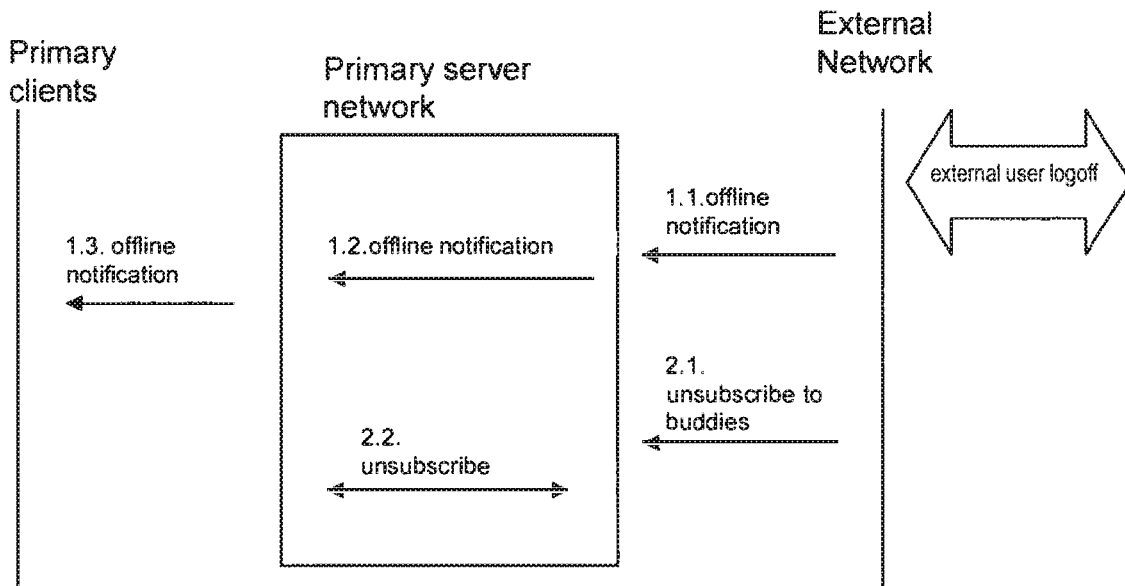 Primary
clients
Primary server
network
External
Network
external user logoff
1.1.offline
notification
1.2.offline notification
1.3. offline
notification
2.1.
unsubscribe to
buddies
2.2.
unsubscribe